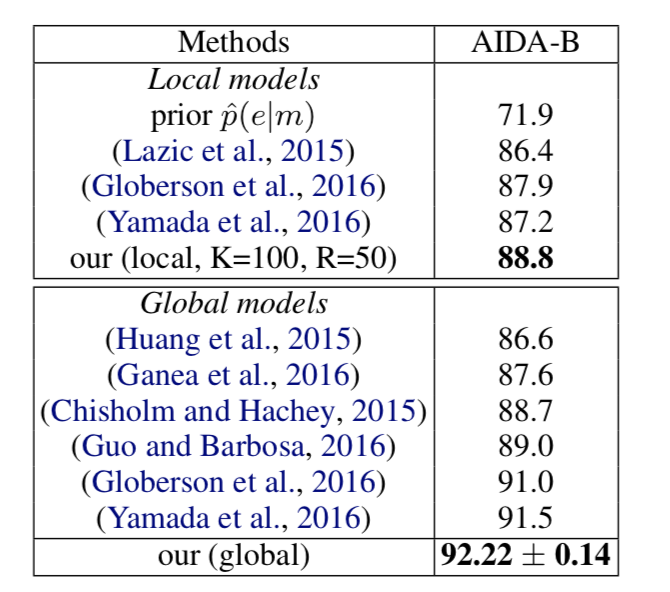 Methods AIDA-B
Local models
prior p̂(e|m) 71.9
(Lazic et al., 2015) 86.4
(Globerson et al., 2016) 87.9
(Yamada et al., 2016) 87.2
our (local, K=100, R=50) 88.8
Global models
(Huang et al., 2015) 86.6
(Ganea et al., 2016) 87.6
(Chisholm and Hachey, 2015) 88.7
(Guo and Barbosa, 2016) 89.0
(Globerson et al., 2016) 91.0
(Yamada et al., 2016) 91.5
our (global) 92.22 ± 0.14